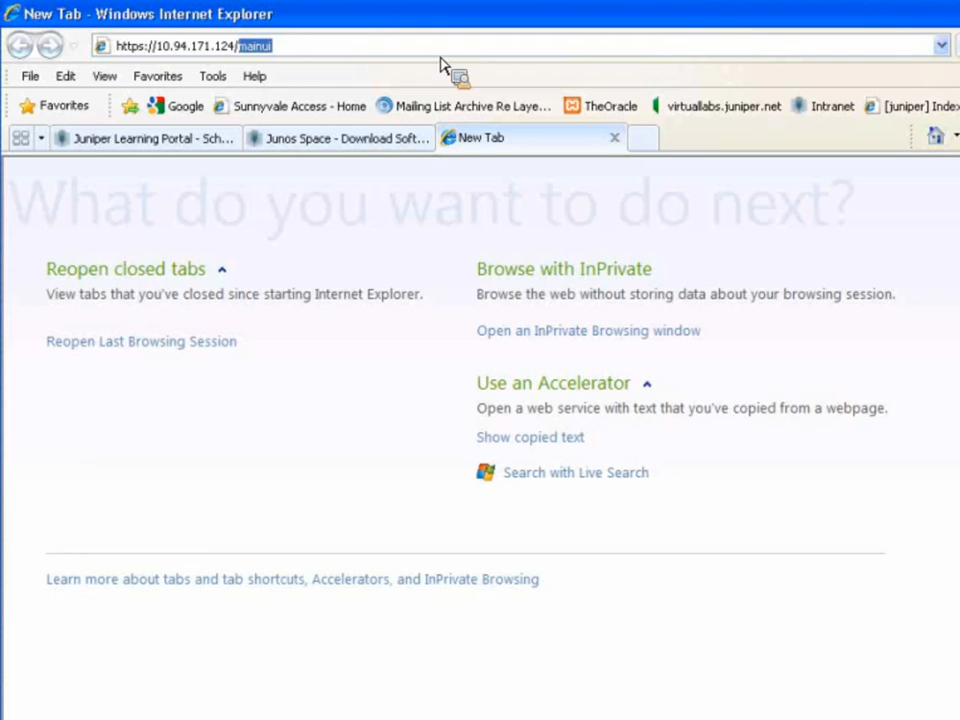 New Tab - Windows Internet Explorer
https://10.94.171.124/mainui
File Edit View Favorites Tools Help
Favorites Google Sunnyvale Access - Home Mailing List Archive Re Laye... TheOracle virtuallabs.juniper.net Intranet [juniper] Index
Juniper Learning Portal - Sch... Junos Space - Download Soft... New Tab
What do you want to do next?
Reopen closed tabs
View tabs that you've closed since starting Internet Explorer.
Reopen Last Browsing Session
Browse with InPrivate
Browse the web without storing data about your browsing session.
Open an InPrivate Browsing window
Use an Accelerator
Open a web service with text that you've copied from a webpage.
Show copied text
Search with Live Search
Learn more about tabs and tab shortcuts, Accelerators, and InPrivate Browsing